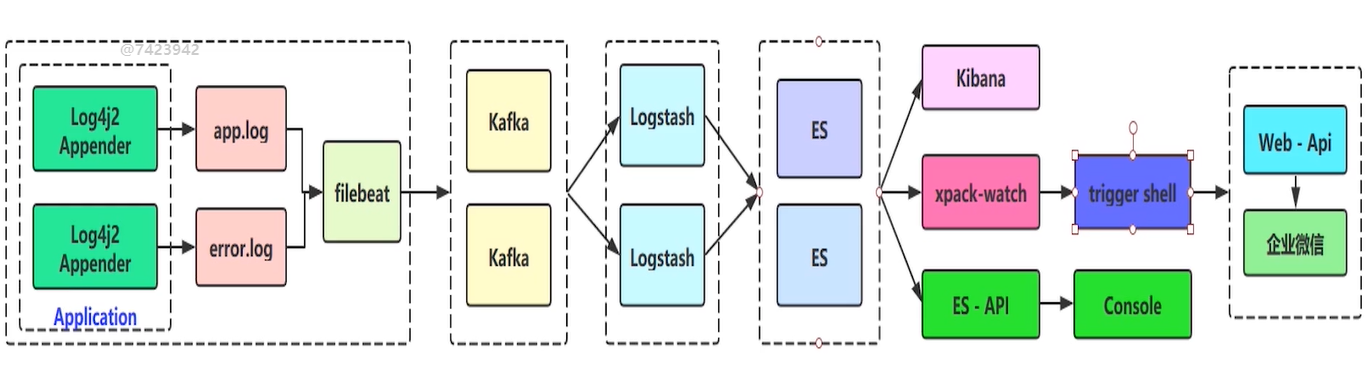 @7423942
Log4j2
Appender
app.log
Log4j2
Appender
error.log
Application
filebeat
Kafka
Kafka
Logstash
Logstash
ES
ES
Kibana
xpack-watch
trigger shell
ES - API
Console
Web - Api
企业微信